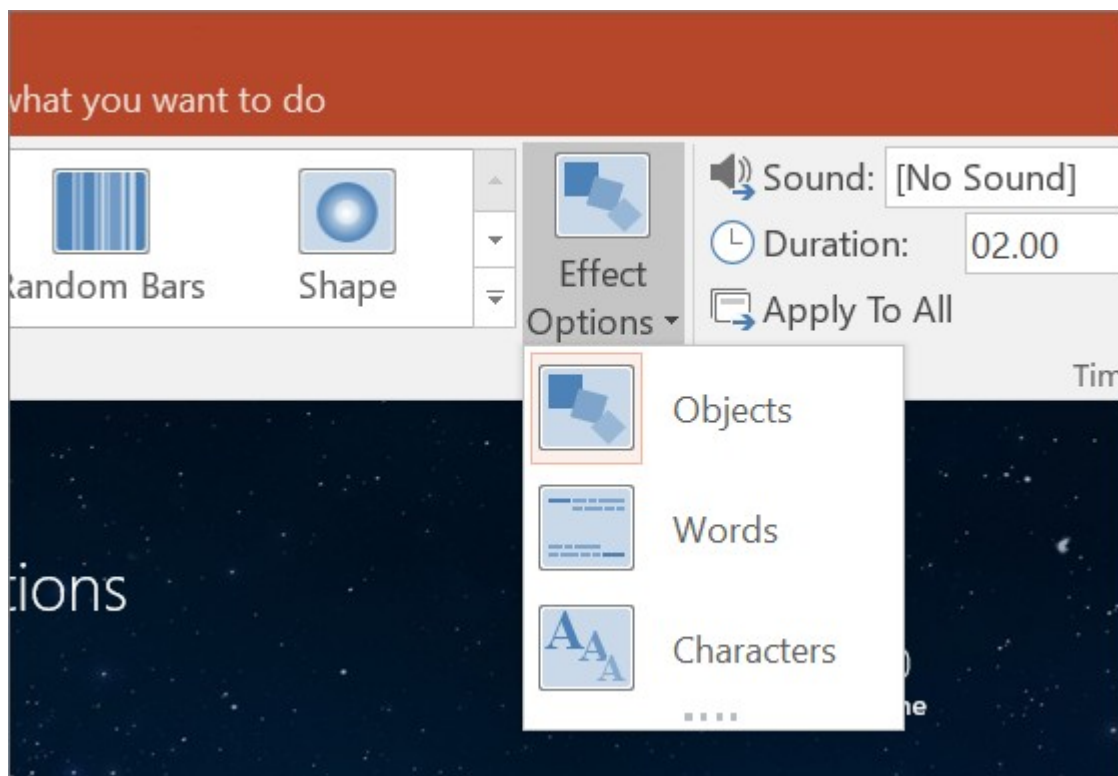 what you want to do
Random Bars
Shape
Effect
Options
Sound: [No Sound]
Duration: 02.00
Apply To All
Tim
Objects
Words
Characters
tions
ne